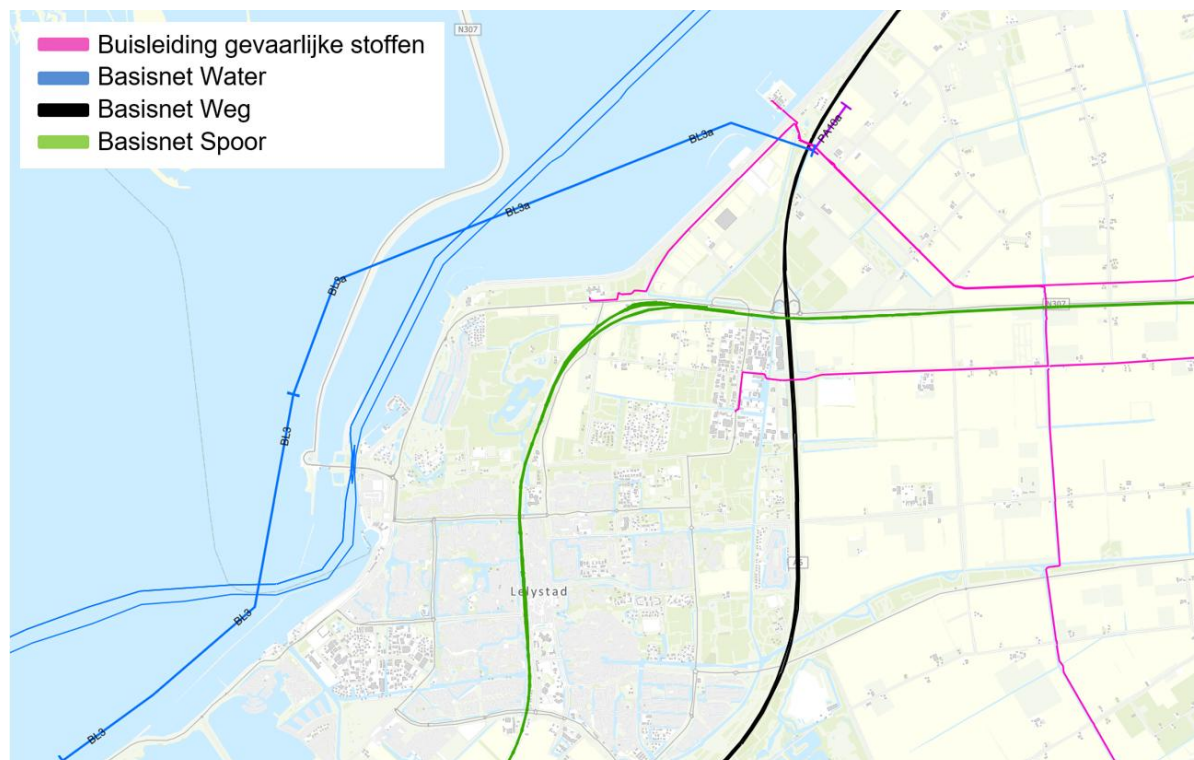 N307
Buisleiding gevaarlijke stoffen
Basisnet Water
Basisnet Weg
Basisnet Spoor
BL3a
PA10a
BL3a
BL3a
N307
BL3
A6
Lelystad
BL3
BL3